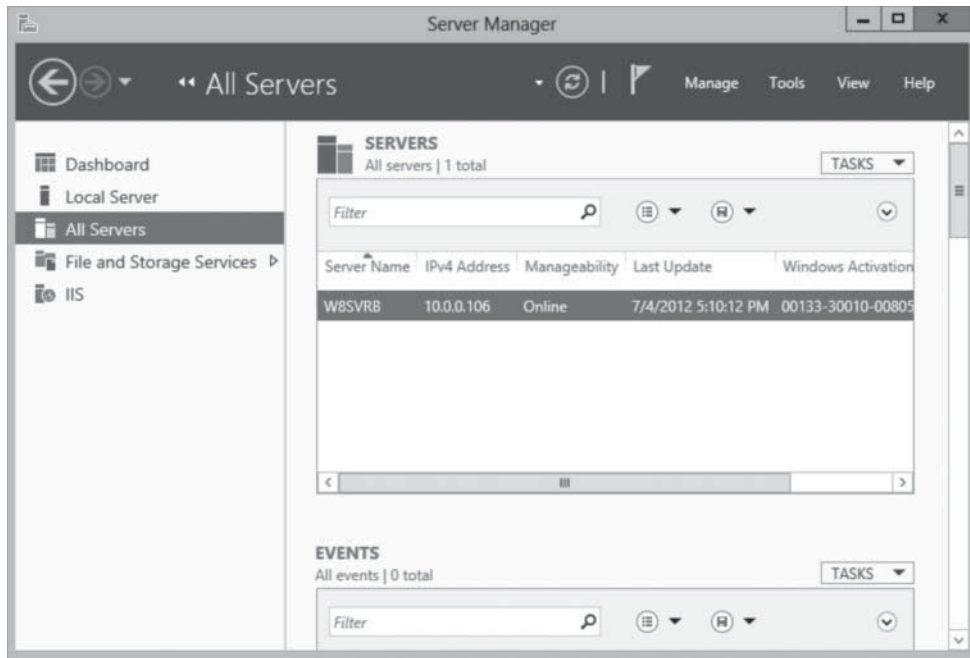 Server Manager
All Servers
Manage Tools View Help
Dashboard
Local Server
All Servers
File and Storage Services
IIS
SERVERS
All servers | 1 total
TASKS
Filter
Server Name IPv4 Address Manageability Last Update Windows Activation
W8SVRB 10.0.0.106 Online 7/4/2012 5:10:12 PM 00133-30010-00805
EVENTS
All events | 0 total
TASKS
Filter